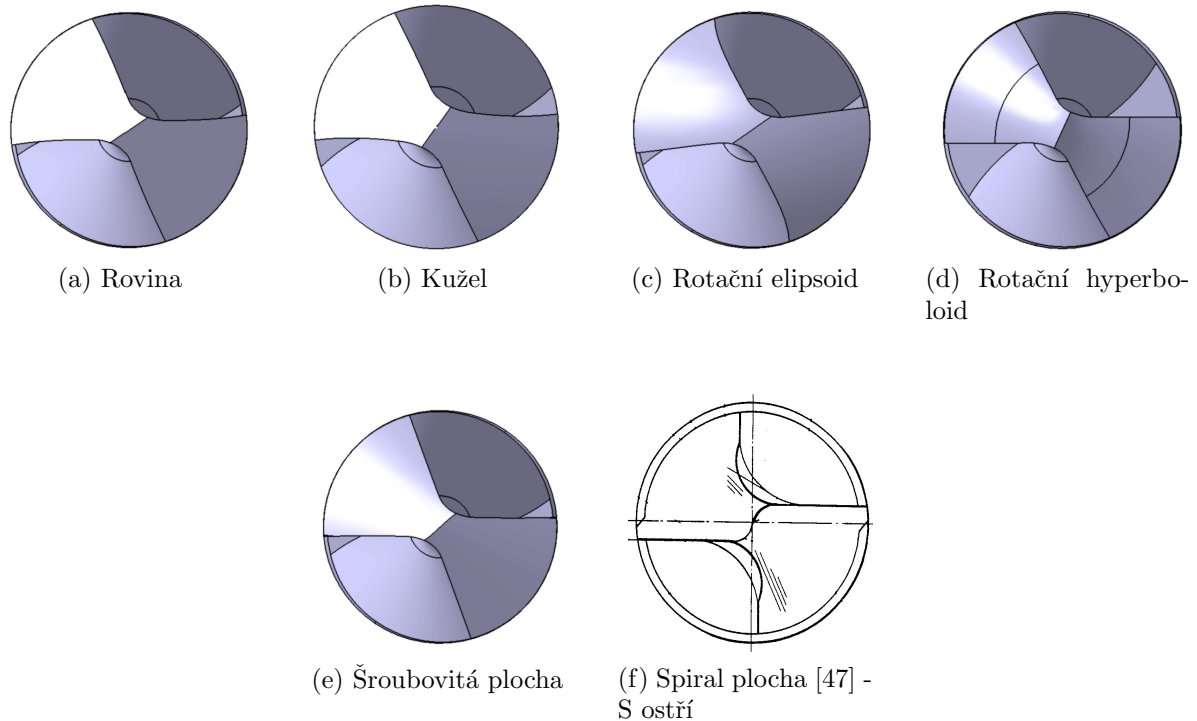 (a) Rovina
(b) Kužel
(c) Rotační elipsoid
(d) Rotační hyperbo-
loid
(e) Šroubovitá plocha
(f) Spiral plocha [47] -
S ostří